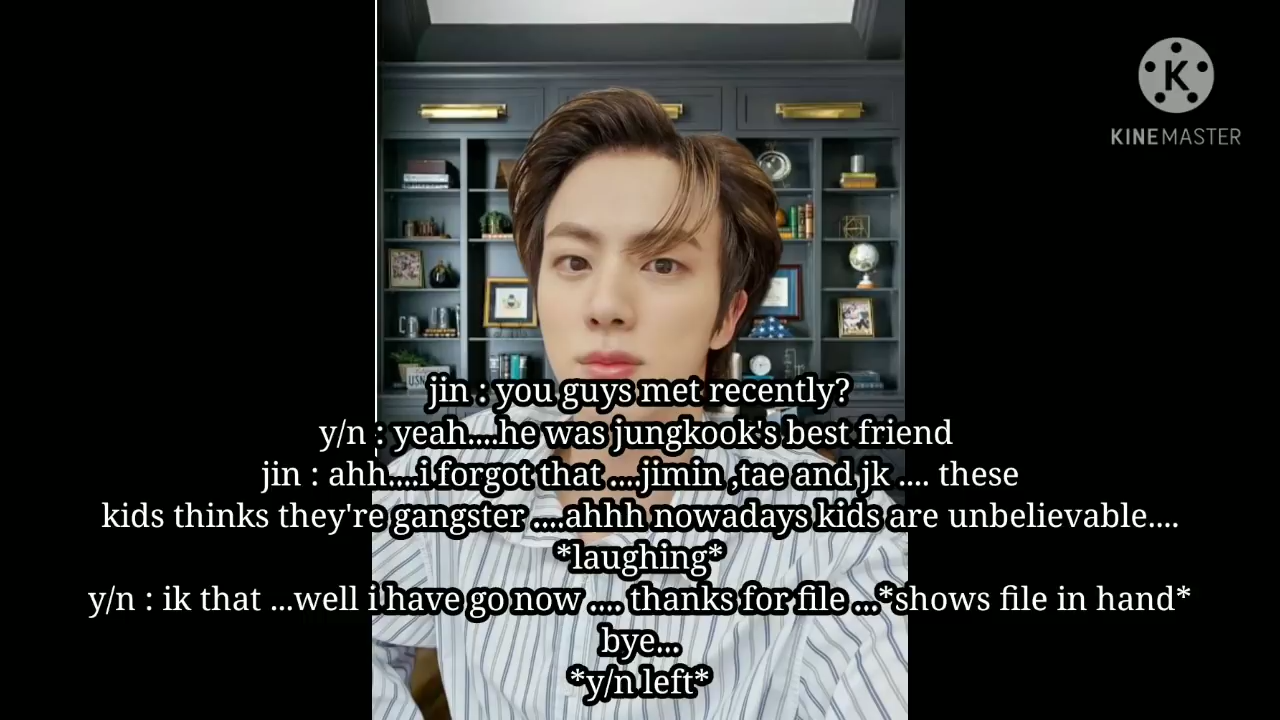 KINEMASTER
jin : you guys met recently?
y/n : yeah....he was jungkook's best friend
jin : ahh....i forgot that ....jimin ,tae and jk .... these
kids thinks they're gangster ....ahhh nowadays kids are unbelievable....
*laughing*
y/n : ik that ...well i have go now .... thanks for file ...*shows file in hand*
bye...
*y/n left*